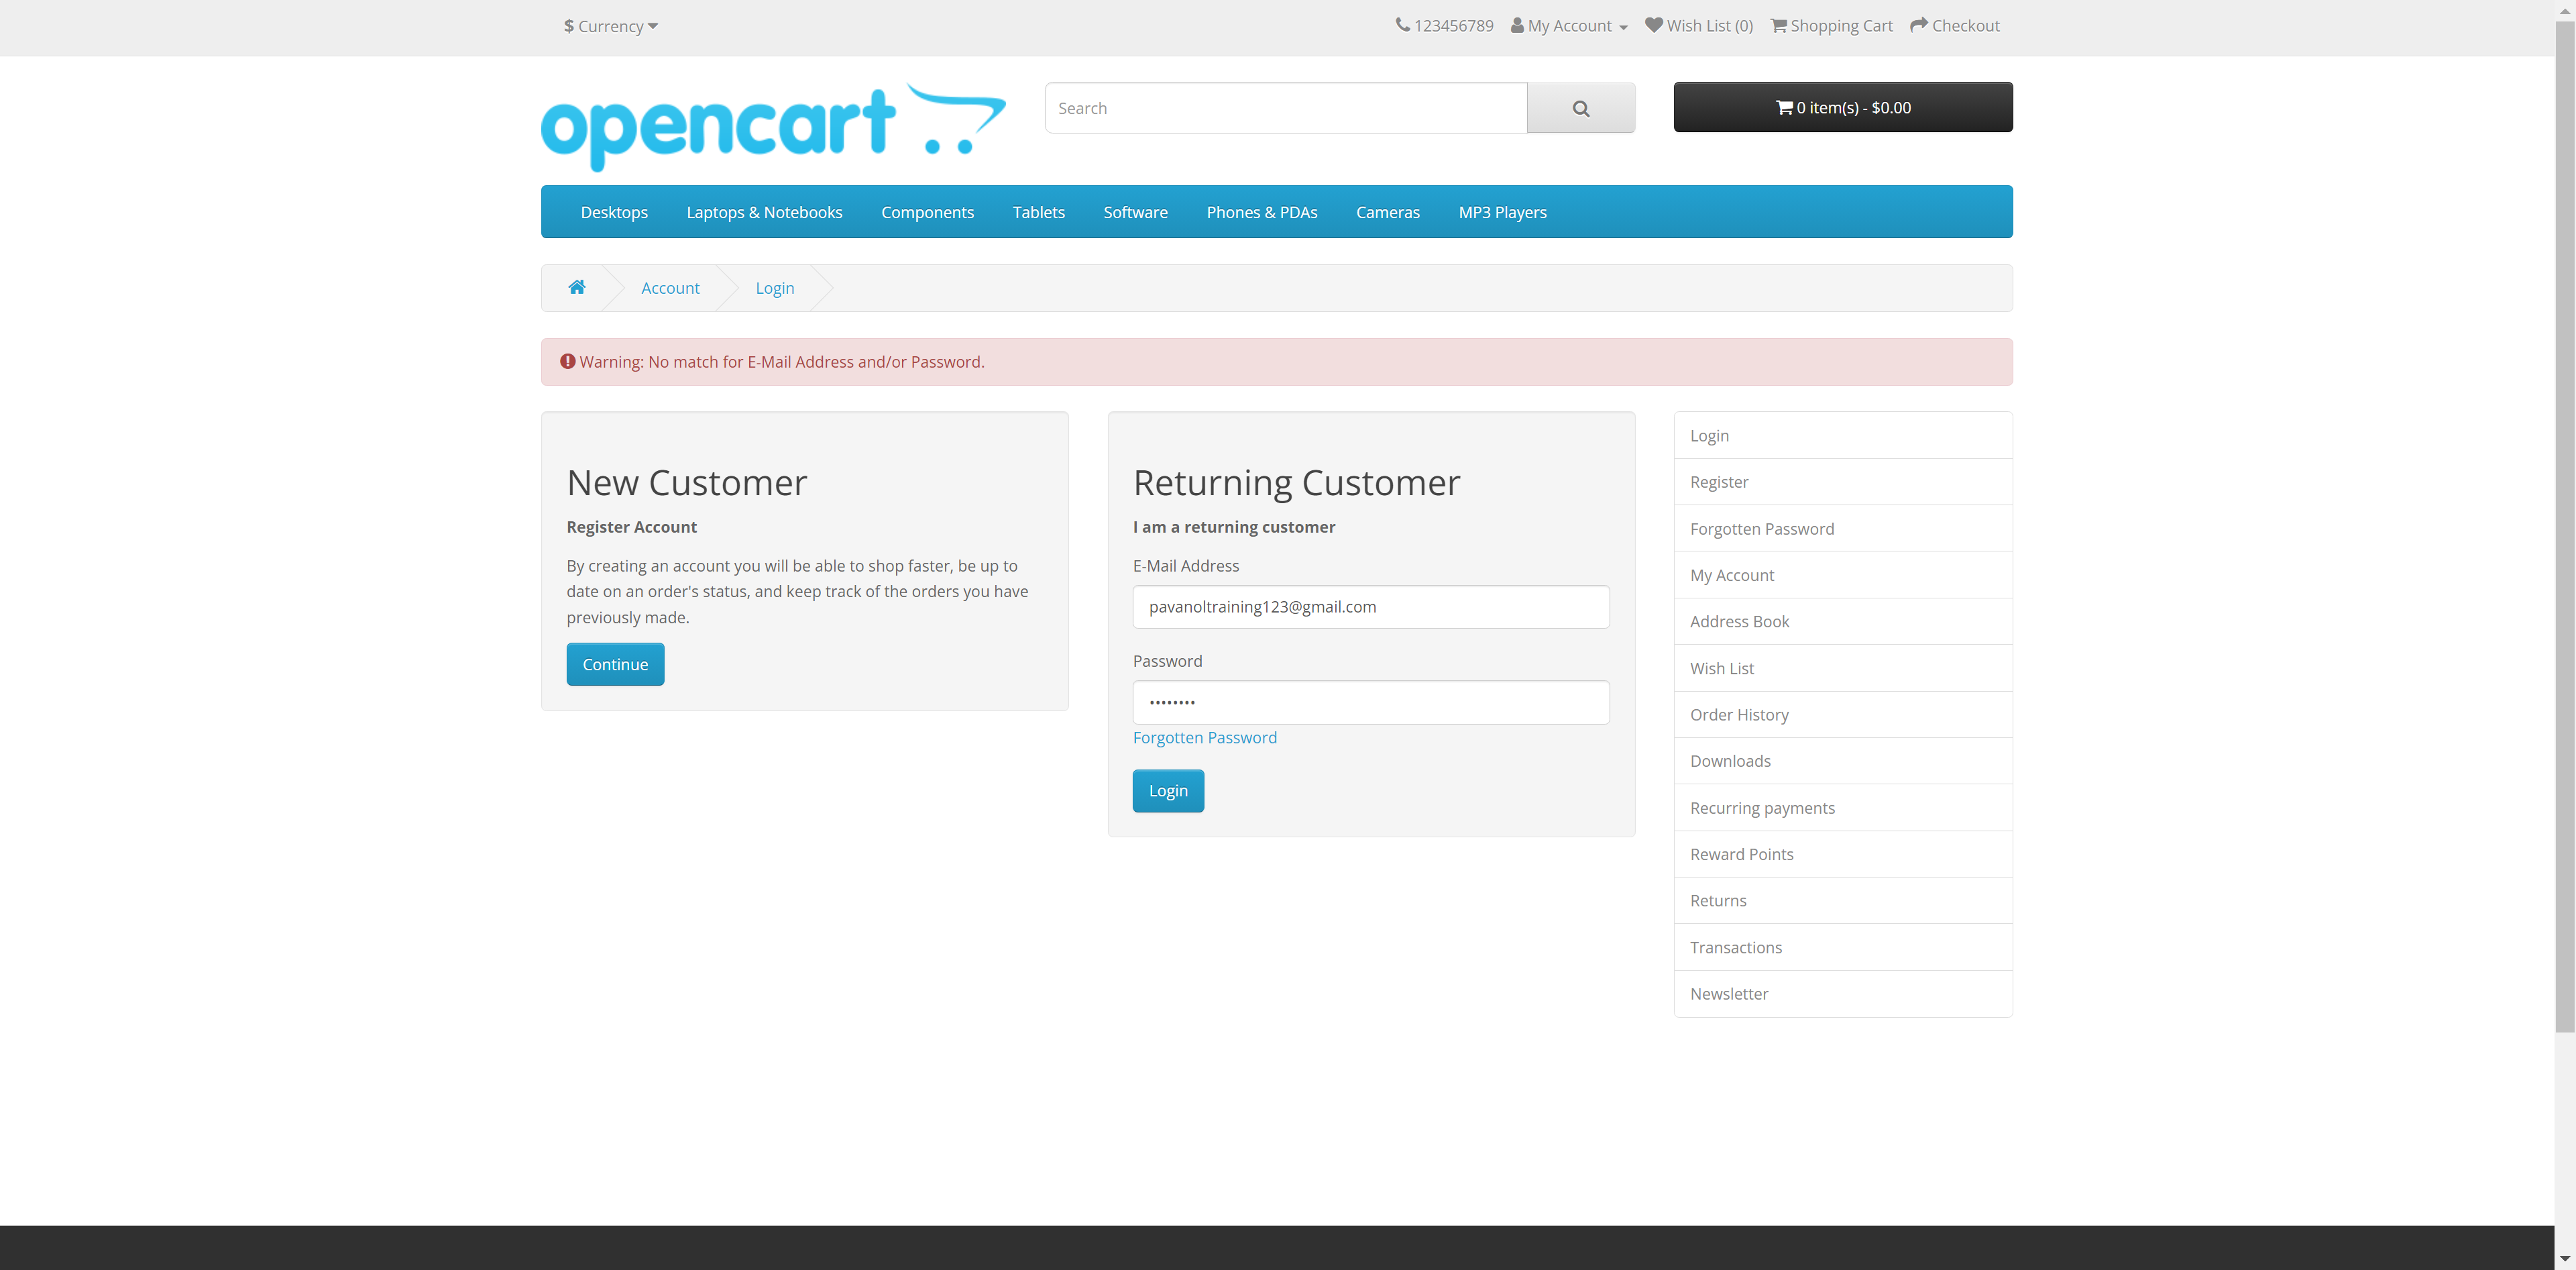 $ Currency
123456789 My Account Wish List (0) Shopping Cart Checkout
opencart
Search
0 item(s) - $0.00
Desktops Laptops & Notebooks Components Tablets Software Phones & PDAs Cameras MP3 Players
Account Login
Warning: No match for E-Mail Address and/or Password.
New Customer
Register Account
By creating an account you will be able to shop faster, be up to
date on an order's status, and keep track of the orders you have
previously made.
Continue
Returning Customer
I am a returning customer
E-Mail Address
pavanoltraining123@gmail.com
Password
••••••••
Forgotten Password
Login
Login
Register
Forgotten Password
My Account
Address Book
Wish List
Order History
Downloads
Recurring payments
Reward Points
Returns
Transactions
Newsletter